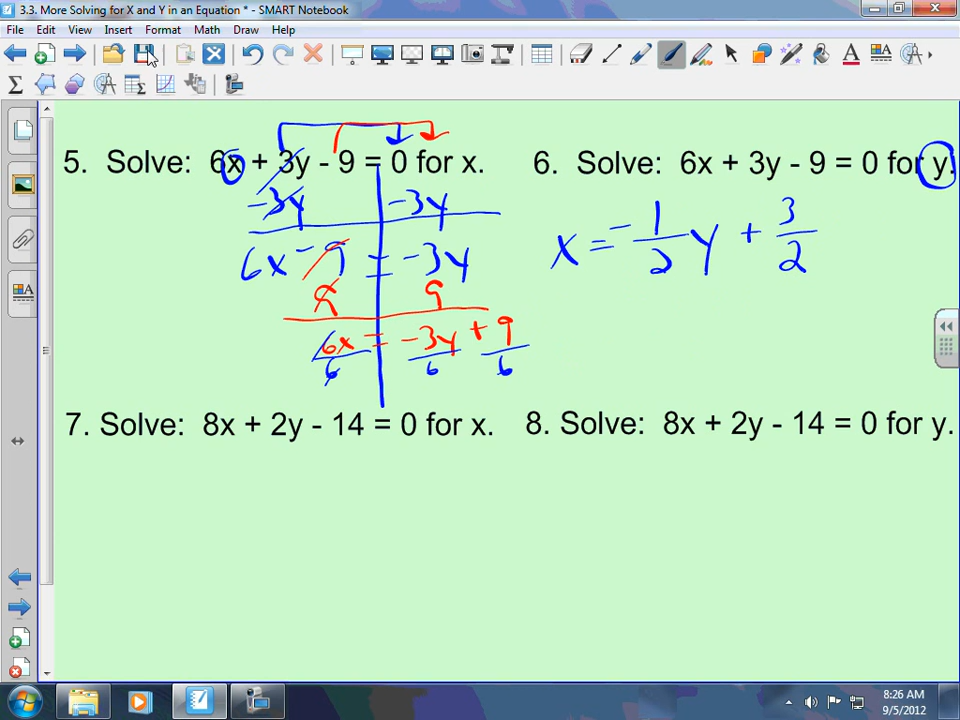 3.3. More Solving for X and Y in an Equation * - SMART Notebook
File Edit View Insert Format Math Draw Help
5. Solve: 6x + 3y - 9 = 0 for x.
6. Solve: 6x + 3y - 9 = 0 for y.
-3y -3y
x = - 1/2 y + 3/2
6x - 9 = -3y
9 9
6x = -3y + 9
6 6 6
7. Solve: 8x + 2y - 14 = 0 for x.
8. Solve: 8x + 2y - 14 = 0 for y.
8:26 AM
9/5/2012